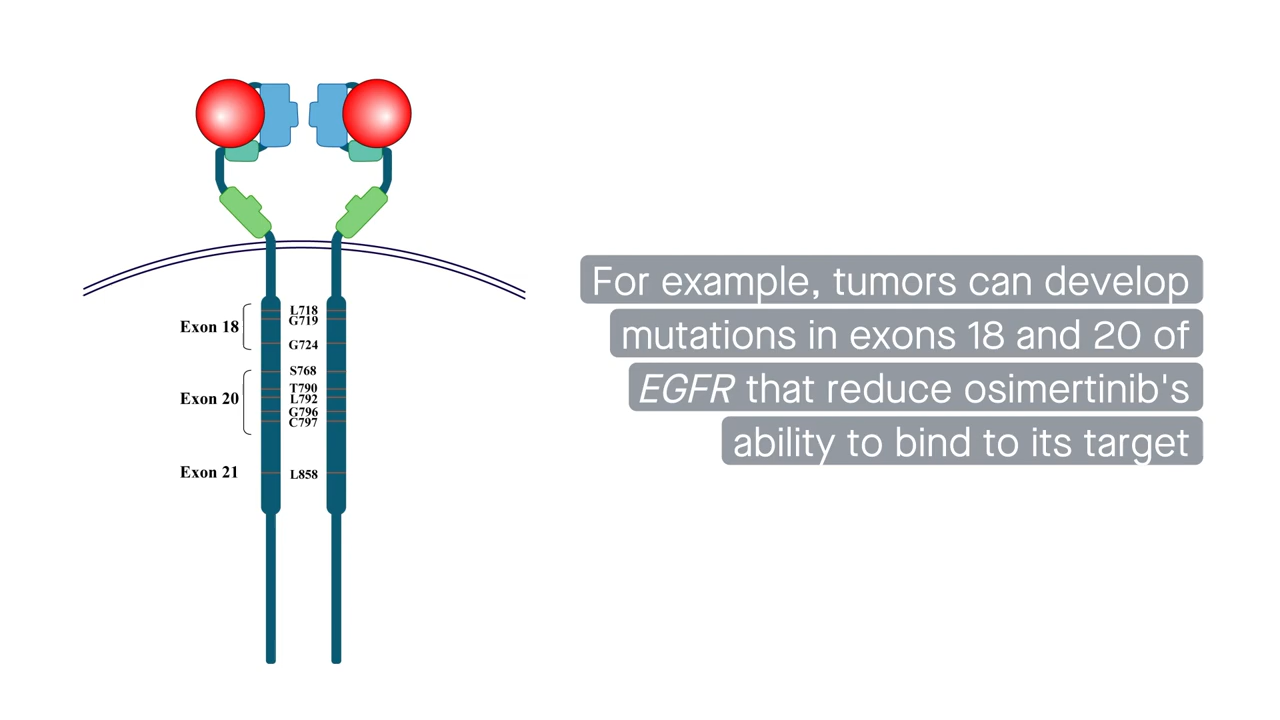 Exon 18
L718
G719
G724
Exon 20
S768
T790
L792
G796
C797
Exon 21
L858
For example, tumors can develop
mutations in exons 18 and 20 of
EGFR that reduce osimertinib's
ability to bind to its target